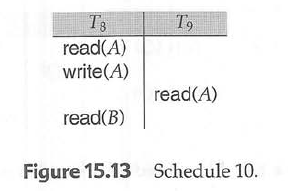 T8 T9
read(A)
write(A)
read(A)
read(B)
Figure 15.13 Schedule 10.